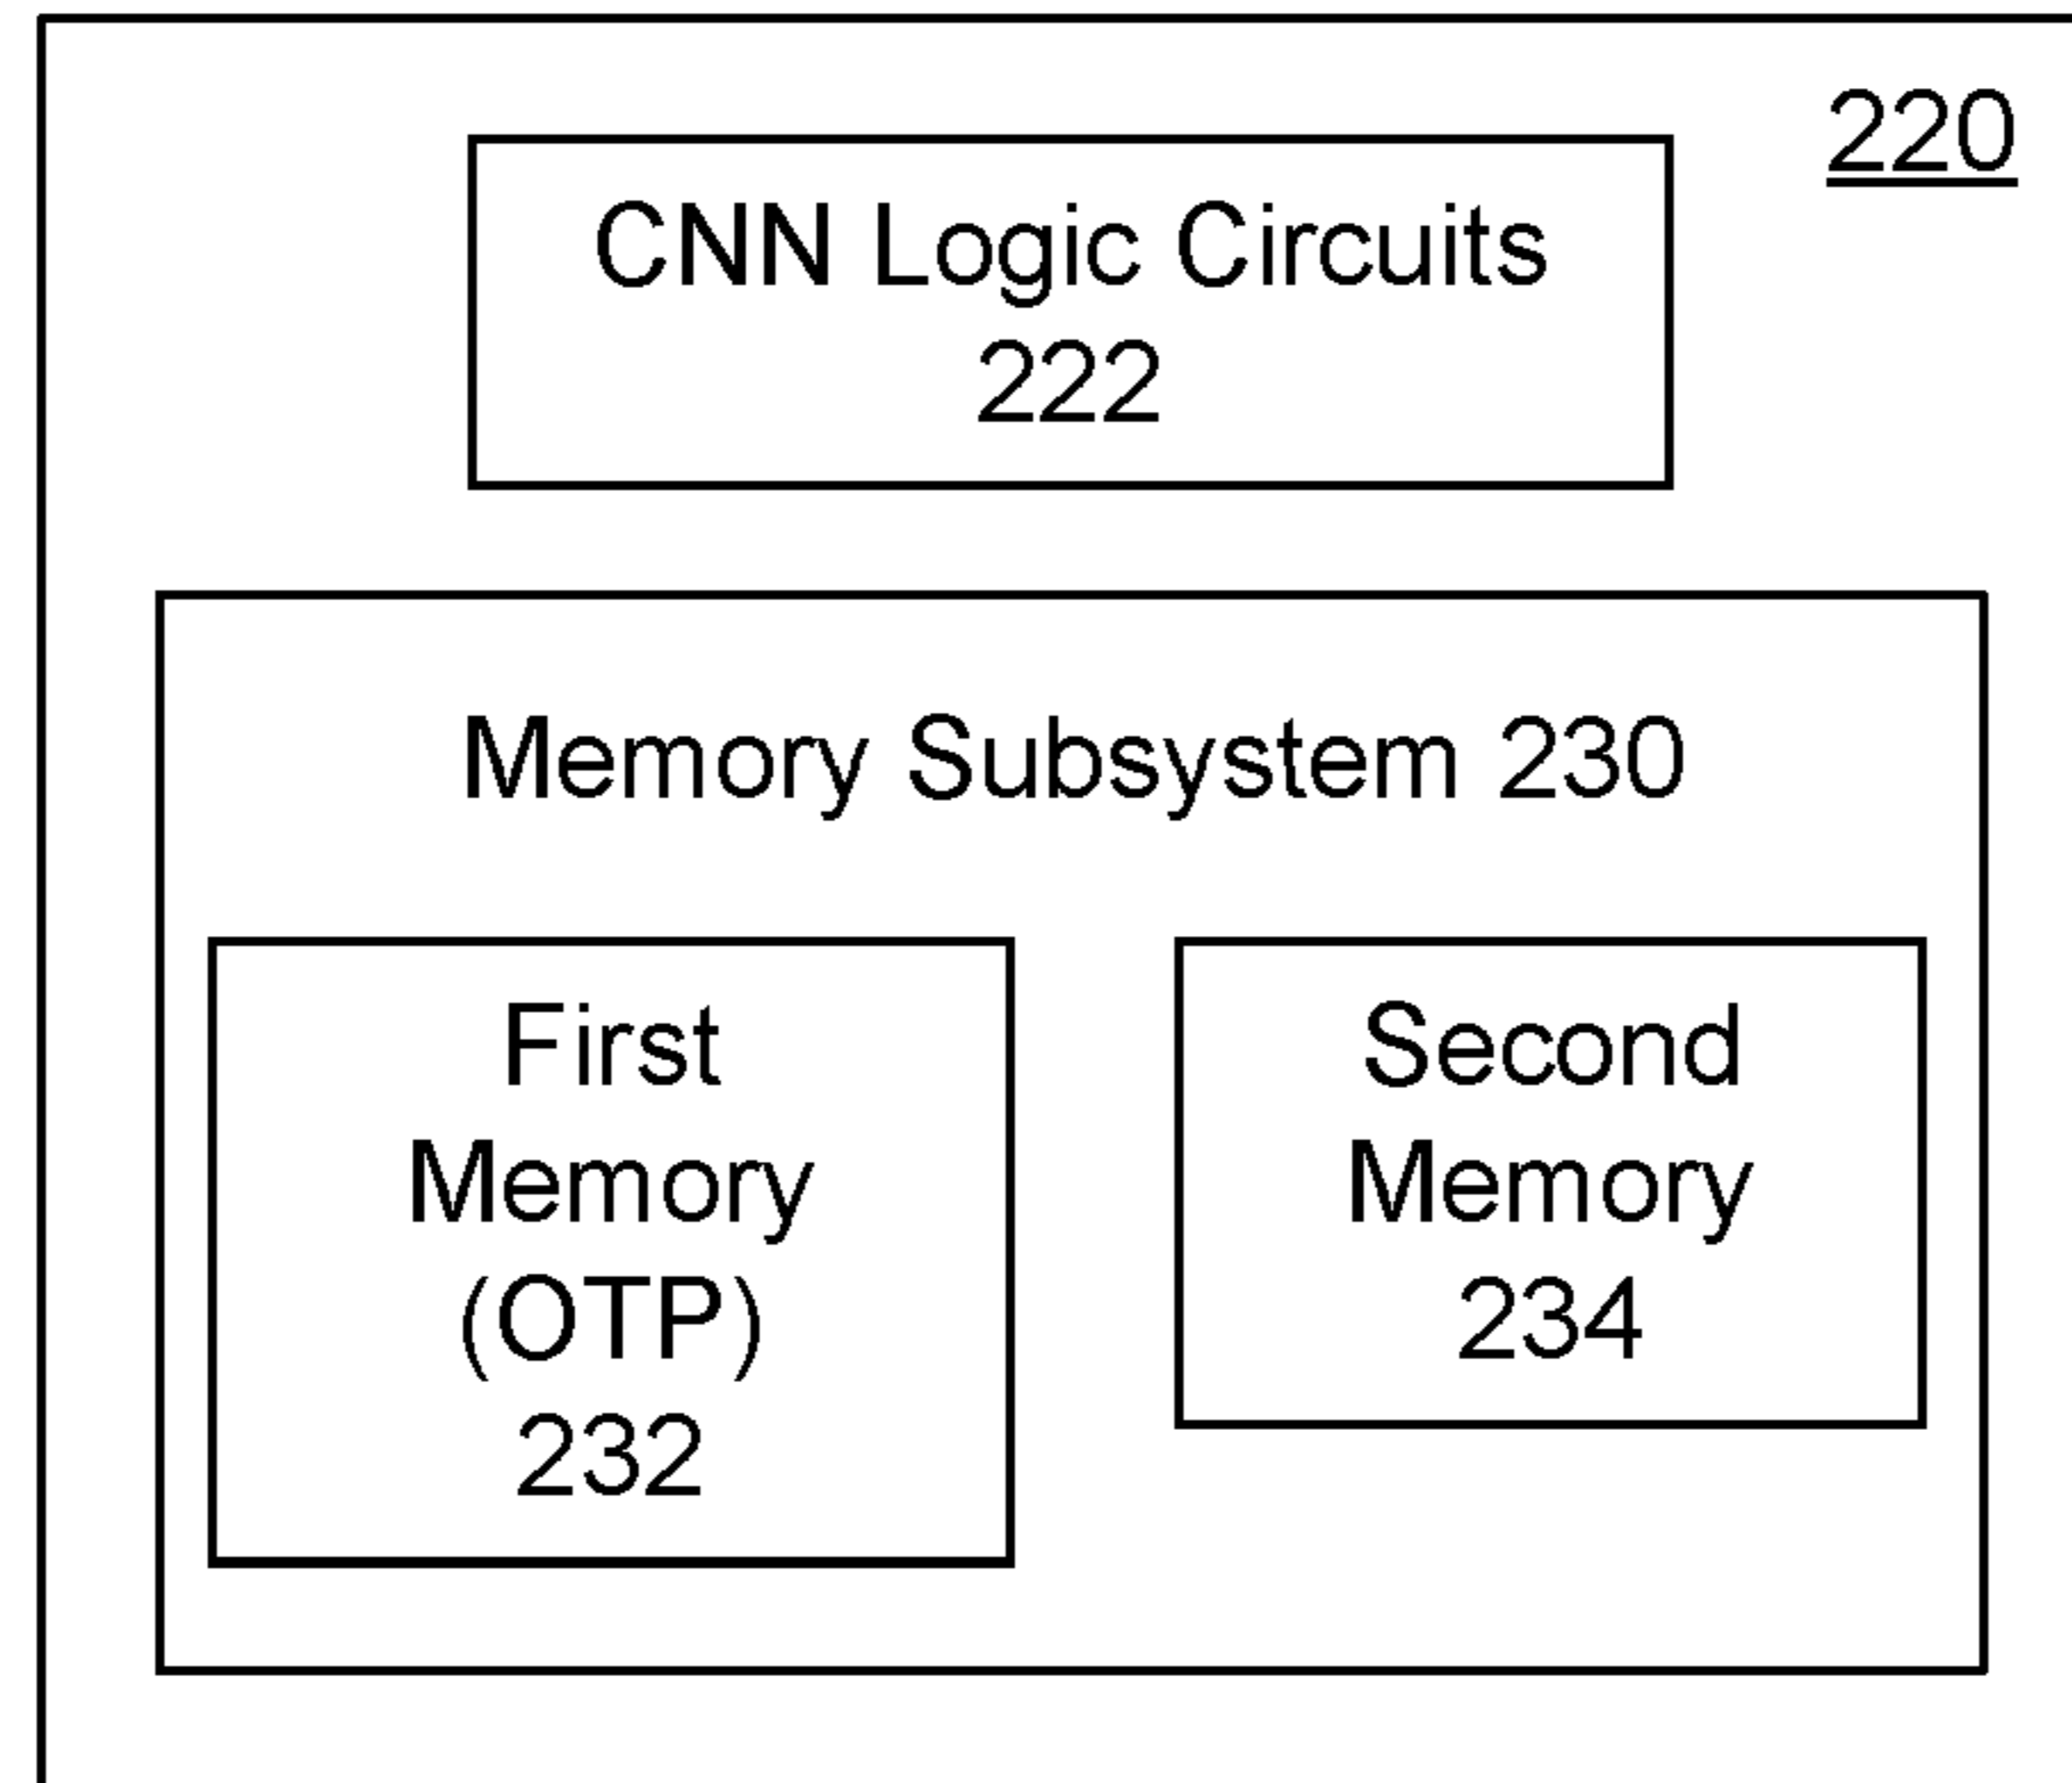 220
CNN Logic Circuits
222
Memory Subsystem 230
First
Memory
(OTP)
232
Second
Memory
234